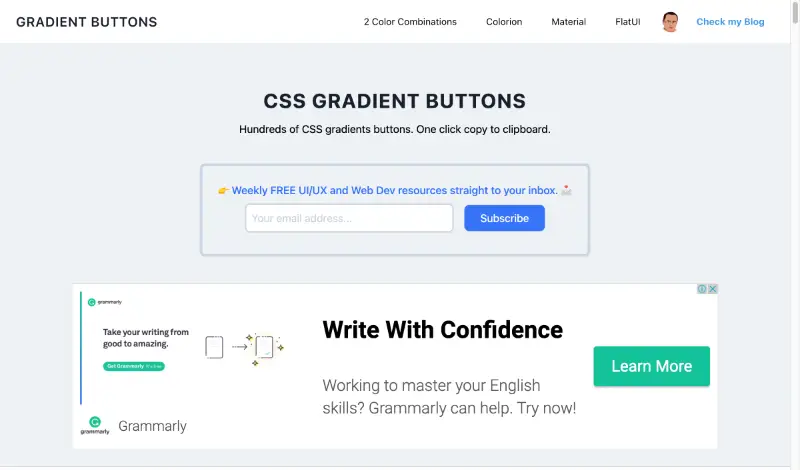 GRADIENT BUTTONS
2 Color Combinations
Colorion
Material
FlatUI
Check my Blog
CSS GRADIENT BUTTONS
Hundreds of CSS gradients buttons. One click copy to clipboard.
👉 Weekly FREE UI/UX and Web Dev resources straight to your inbox. 💌
Your email address...
Subscribe
grammarly
Take your writing from
good to amazing.
Get Grammarly It's free
Write With Confidence
Working to master your English
skills? Grammarly can help. Try now!
Learn More
grammarly
Grammarly